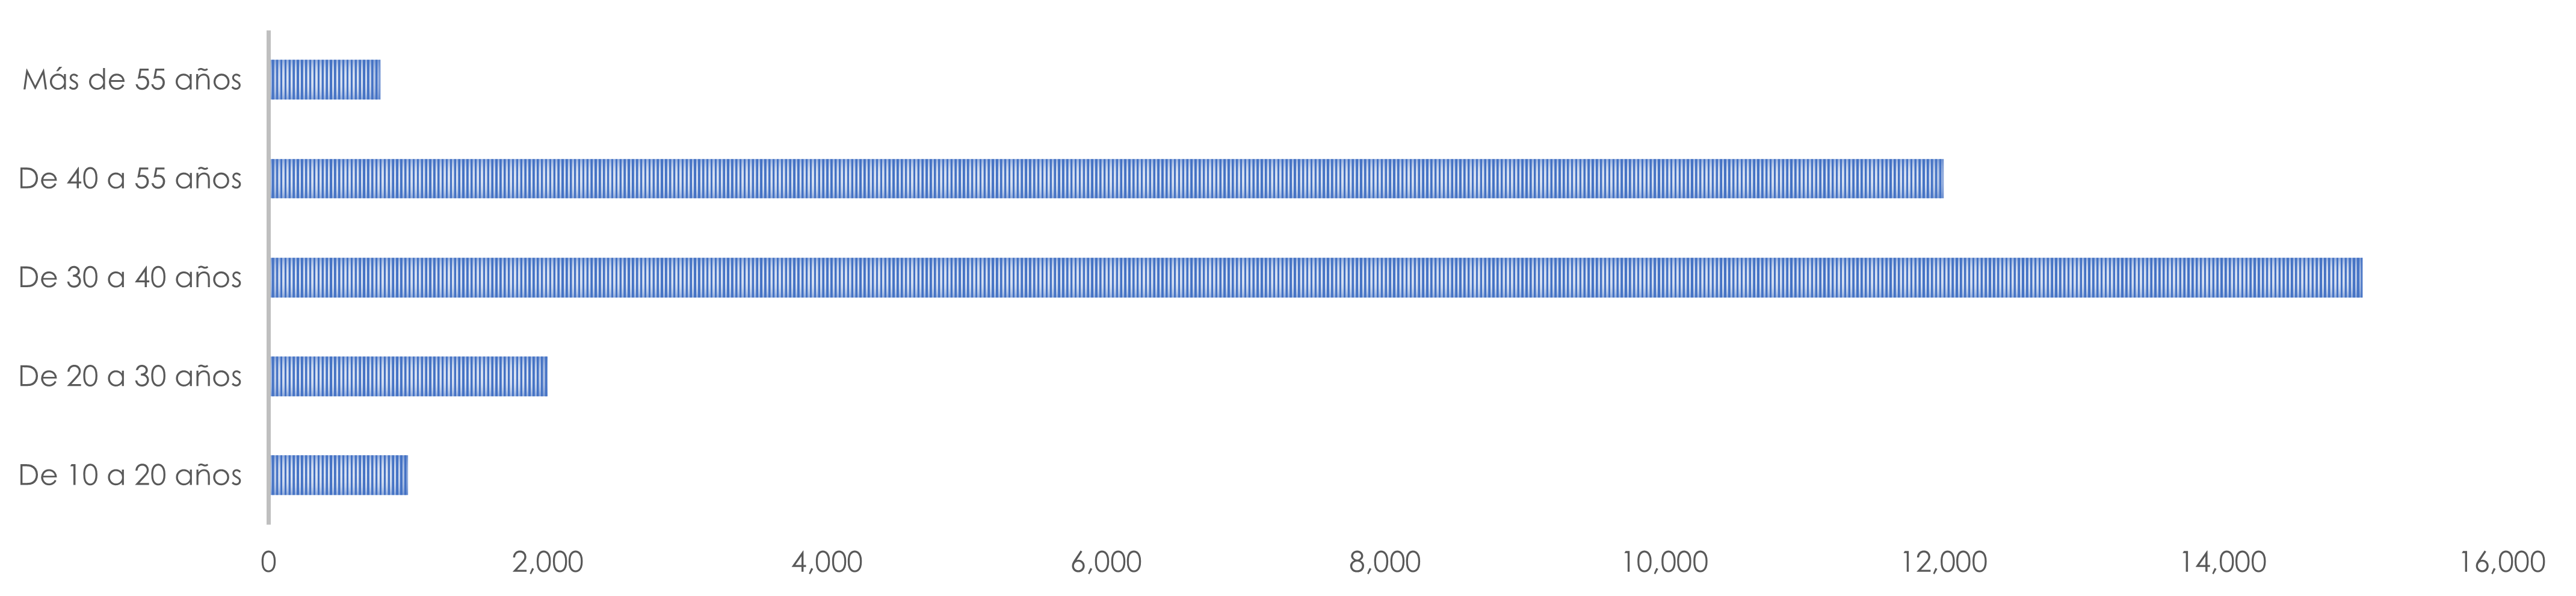 Más de 55 años
De 40 a 55 años
De 30 a 40 años
De 20 a 30 años
De 10 a 20 años
0 2,000 4,000 6,000 8,000 10,000 12,000 14,000 16,000